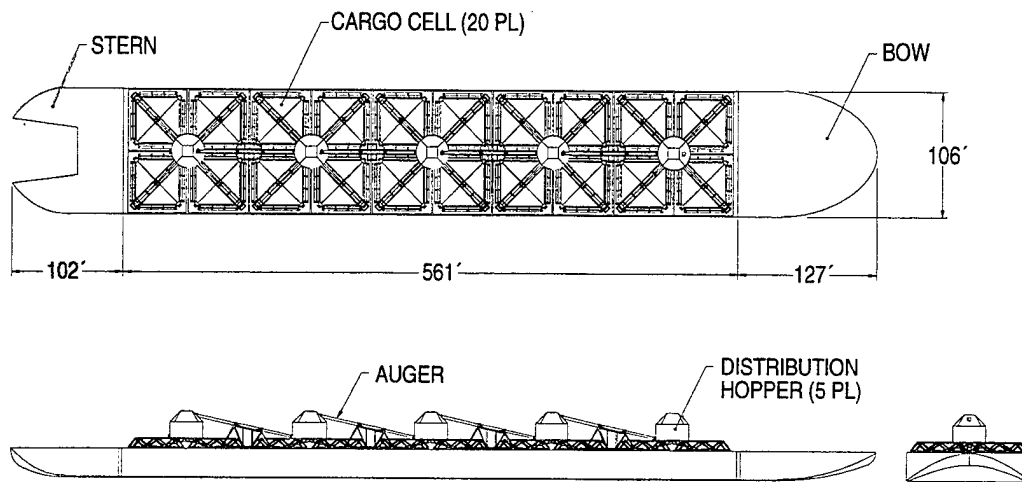 CARGO CELL (20 PL)
STERN
BOW
106´
102´
561´
127´
AUGER
DISTRIBUTION
HOPPER (5 PL)